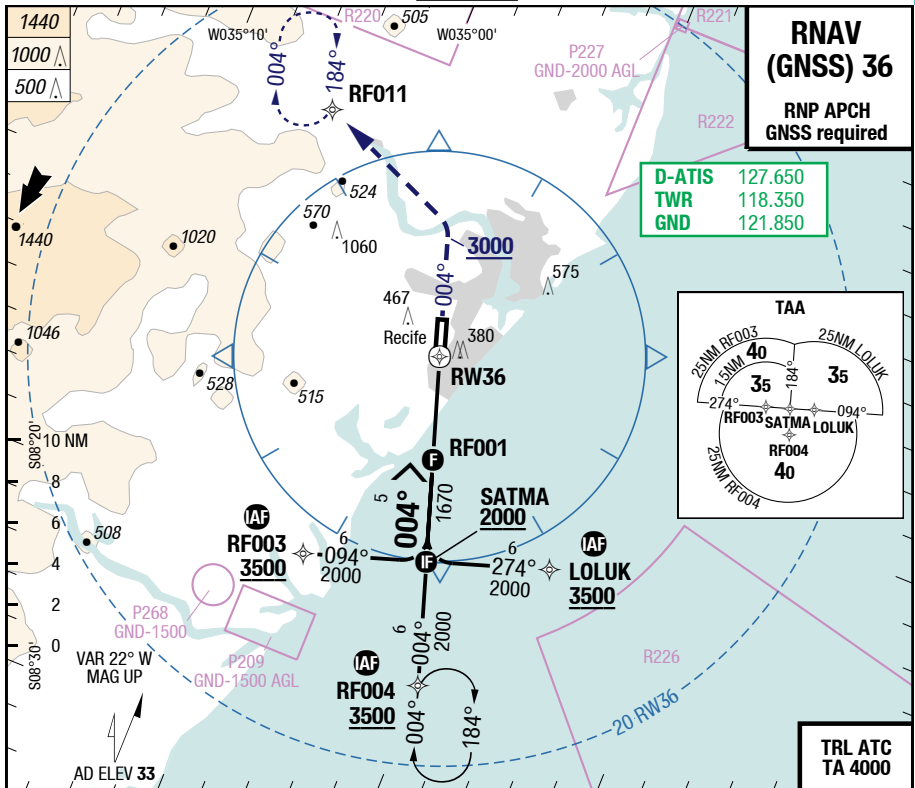 1440
1000
500
R220
505
W035°10'
W035°00'
R221
P227
GND-2000 AGL
RNAV
(GNSS) 36
RNP APCH
GNSS required
004°
184°
RF011
R222
D-ATIS 127.650
TWR 118.350
GND 121.850
524
570
1060
1440
1020
3000
004°
575
467
Recife
380
RW36
1046
528
515
TAA
25NM RF003
25NM LOLUK
15NM
40
35
35
184°
274°
094°
RF003
SATMA
LOLUK
RF004
40
25NM RF004
S08°20'
10 NM
8
6
4
2
0
S08°30'
F
RF001
5
004°
1670
SATMA
2000
508
IAF
RF003
3500
6
094°
2000
IF
6
274°
2000
IAF
LOLUK
3500
P268
GND-1500
P209
GND-1500 AGL
6
004°
2000
R226
VAR 22° W
MAG UP
IAF
RF004
3500
004°
184°
20 RW36
AD ELEV 33
TRL ATC
TA 4000